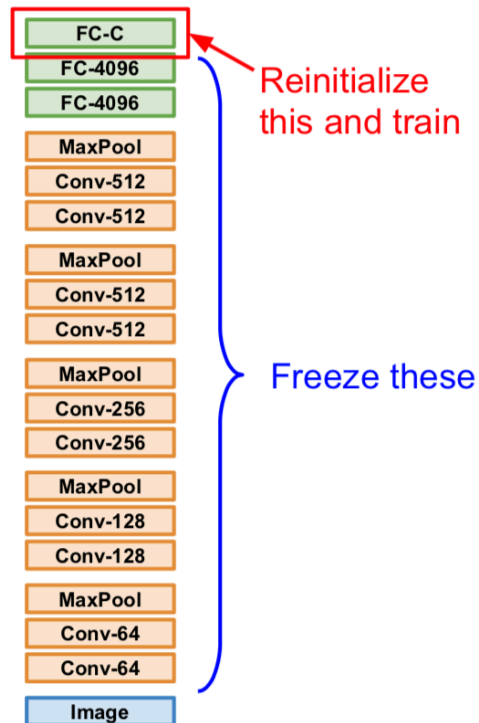 FC-C
FC-4096
FC-4096
MaxPool
Conv-512
Conv-512
MaxPool
Conv-512
Conv-512
MaxPool
Conv-256
Conv-256
MaxPool
Conv-128
Conv-128
MaxPool
Conv-64
Conv-64
Image
Reinitialize
this and train
Freeze these